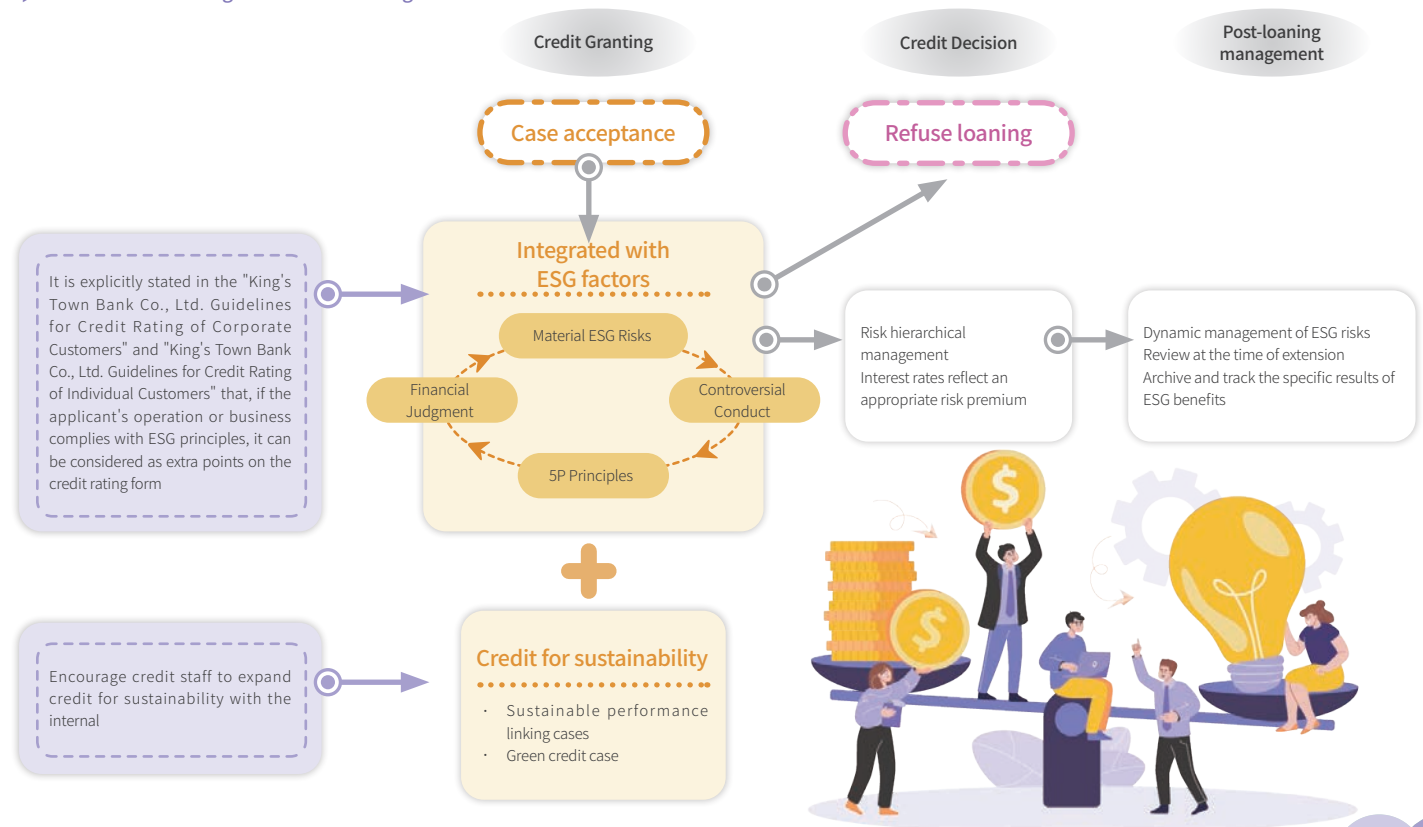 Credit Granting
Credit Decision
Post-loaning
management
Case acceptance
Refuse loaning
It is explicitly stated in the "King's
Town Bank Co., Ltd. Guidelines
for Credit Rating of Corporate
Customers" and "King's Town Bank
Co., Ltd. Guidelines for Credit Rating
of Individual Customers" that, if the
applicant's operation or business
complies with ESG principles, it can
be considered as extra points on the
credit rating form
Integrated with
ESG factors
Material ESG Risks
Financial
Judgment
Controversial
Conduct
5P Principles
Risk hierarchical
management
Interest rates reflect an
appropriate risk premium
Dynamic management of ESG risks
Review at the time of extension
Archive and track the specific results of
ESG benefits
Encourage credit staff to expand
credit for sustainability with the
internal
Credit for sustainability
· Sustainable performance
linking cases
· Green credit case
$
$